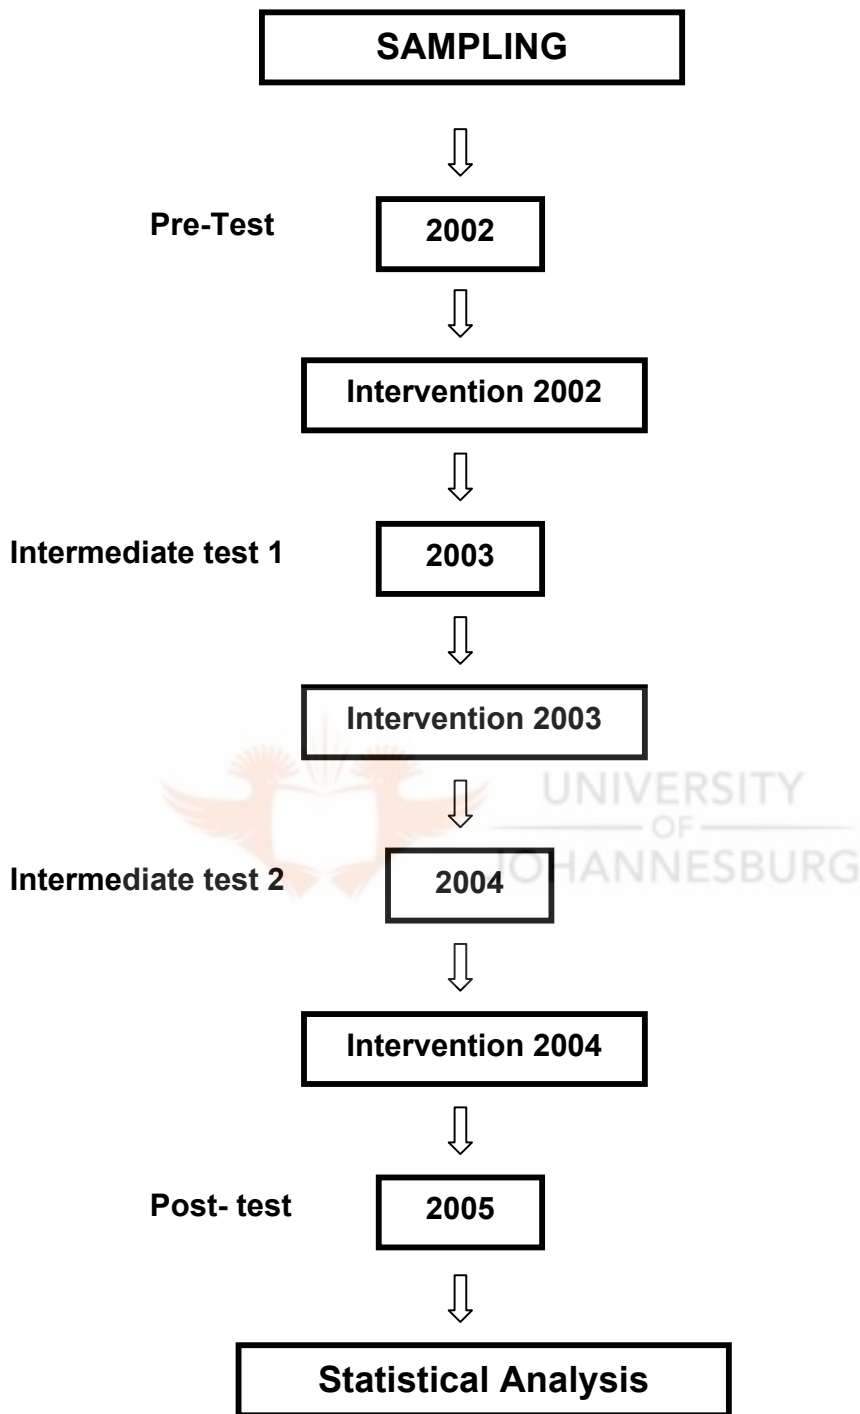 SAMPLING
Pre-Test 2002
Intervention 2002
Intermediate test 1 2003
Intervention 2003
UNIVERSITY
OF
JOHANNESBURG
Intermediate test 2 2004
Intervention 2004
Post- test 2005
Statistical Analysis